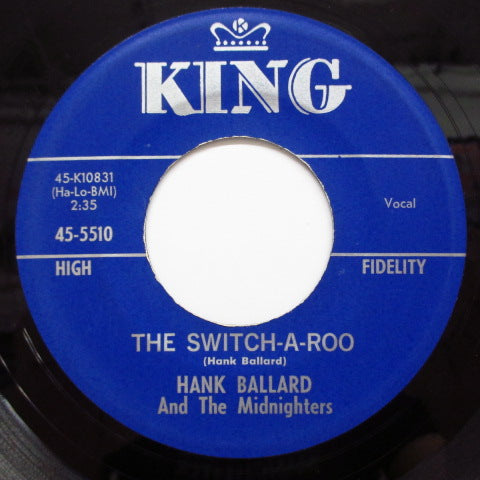 K
KING
45-K10831
(Ha-Lo-BMI)
2:35
Vocal
45-5510
HIGH FIDELITY
THE SWITCH-A-ROO
(Hank Ballard)
HANK BALLARD
And The Midnighters